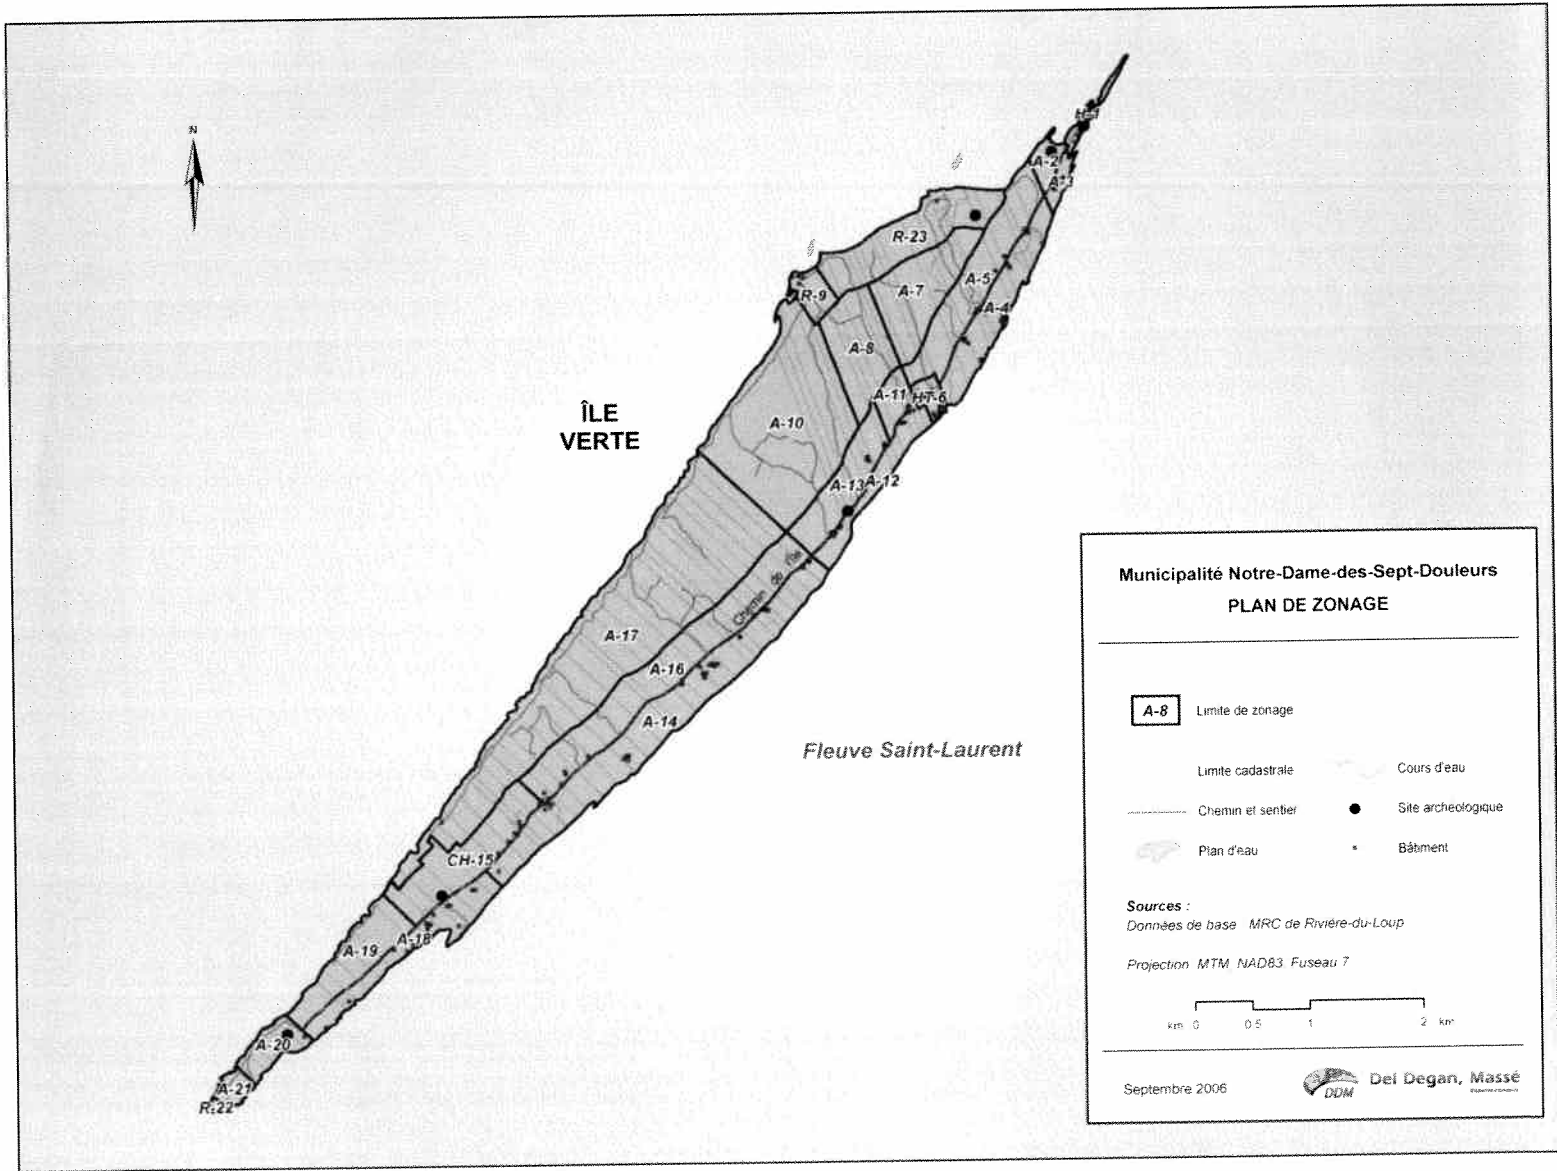 N
H-1
A-2
A-3
R-23
R-9
A-7
A-5
A-4
A-8
A-11
HT-6
ÎLE
VERTE
A-10
A-13
A-12
Chemin de l'Île
A-17
A-16
A-14
Fleuve Saint-Laurent
CH-15
A-18
A-19
A-20
A-21
R-22
Municipalité Notre-Dame-des-Sept-Douleurs
PLAN DE ZONAGE
A-8 Limite de zonage
Limite cadastrale Cours d'eau
Chemin et sentier Site archéologique
Plan d'eau Bâtiment
Sources :
Données de base MRC de Rivière-du-Loup
Projection MTM NAD83 Fuseau 7
km 0 0.5 1 2 km
Septembre 2006
DDM
Del Degan, Massé